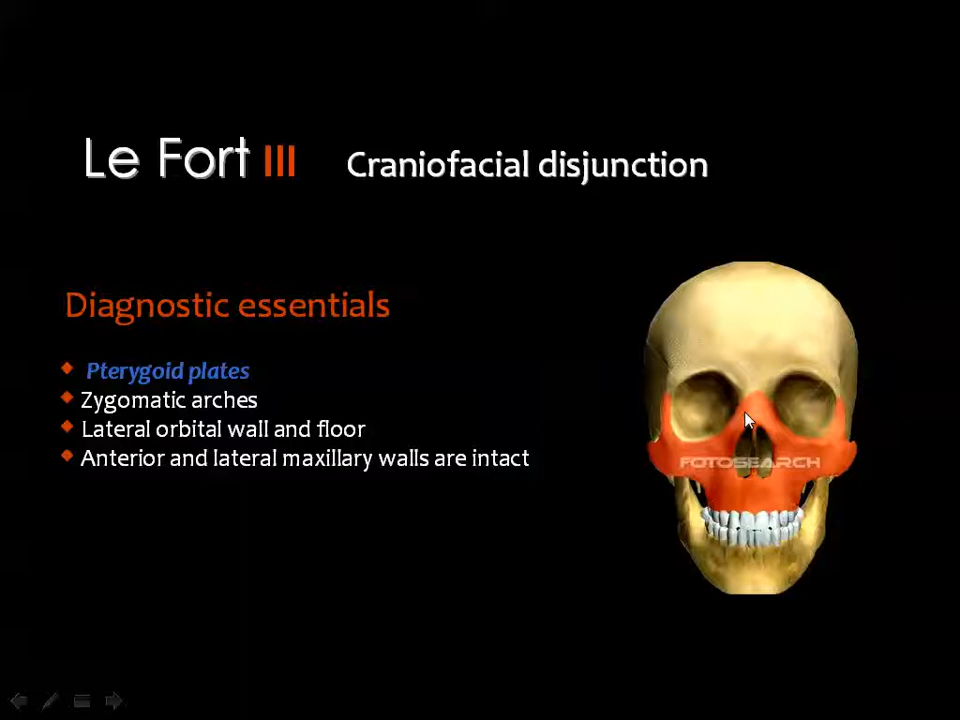 Le Fort III Craniofacial disjunction
Diagnostic essentials
Pterygoid plates
Zygomatic arches
Lateral orbital wall and floor
Anterior and lateral maxillary walls are intact
FOTOSEARCH